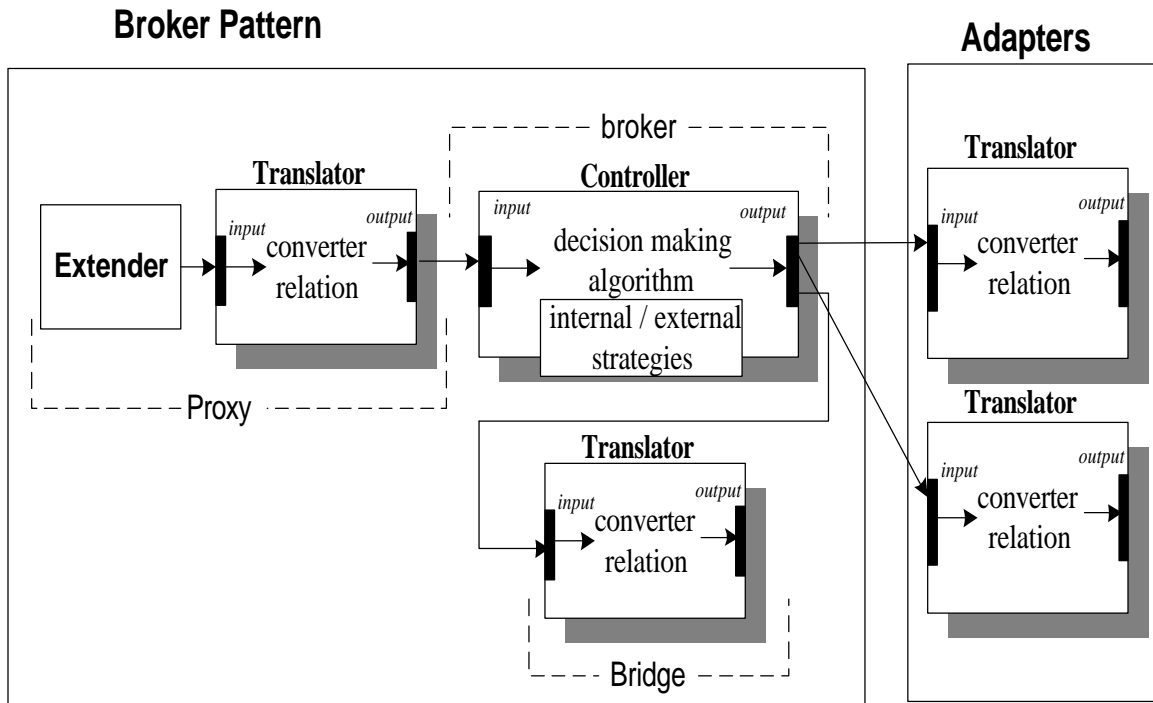 Broker Pattern
Adapters
broker
Translator
Controller
Translator
input
output
input
output
input
output
Extender
converter
relation
decision making
algorithm
internal / external
strategies
converter
relation
Proxy
Translator
input
output
converter
relation
Translator
input
output
converter
relation
Bridge